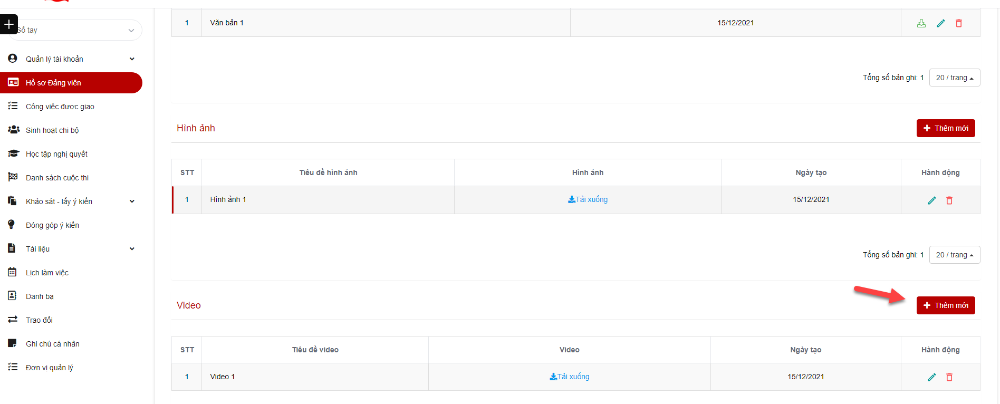 Sổ tay
Quản lý tài khoản
Hồ sơ Đảng viên
Công việc được giao
Sinh hoạt chi bộ
Học tập nghị quyết
Danh sách cuộc thi
Khảo sát - lấy ý kiến
Đóng góp ý kiến
Tài liệu
Lịch làm việc
Danh bạ
Trao đổi
Ghi chú cá nhân
Đơn vị quản lý
1 Văn bản 1 15/12/2021
Tổng số bản ghi: 1 20 / trang
Hình ảnh Thêm mới
STT Tiêu đề hình ảnh Hình ảnh Ngày tạo Hành động
1 Hình ảnh 1 Tải xuống 15/12/2021
Tổng số bản ghi: 1 20 / trang
Video Thêm mới
STT Tiêu đề video Video Ngày tạo Hành động
1 Video 1 Tải xuống 15/12/2021